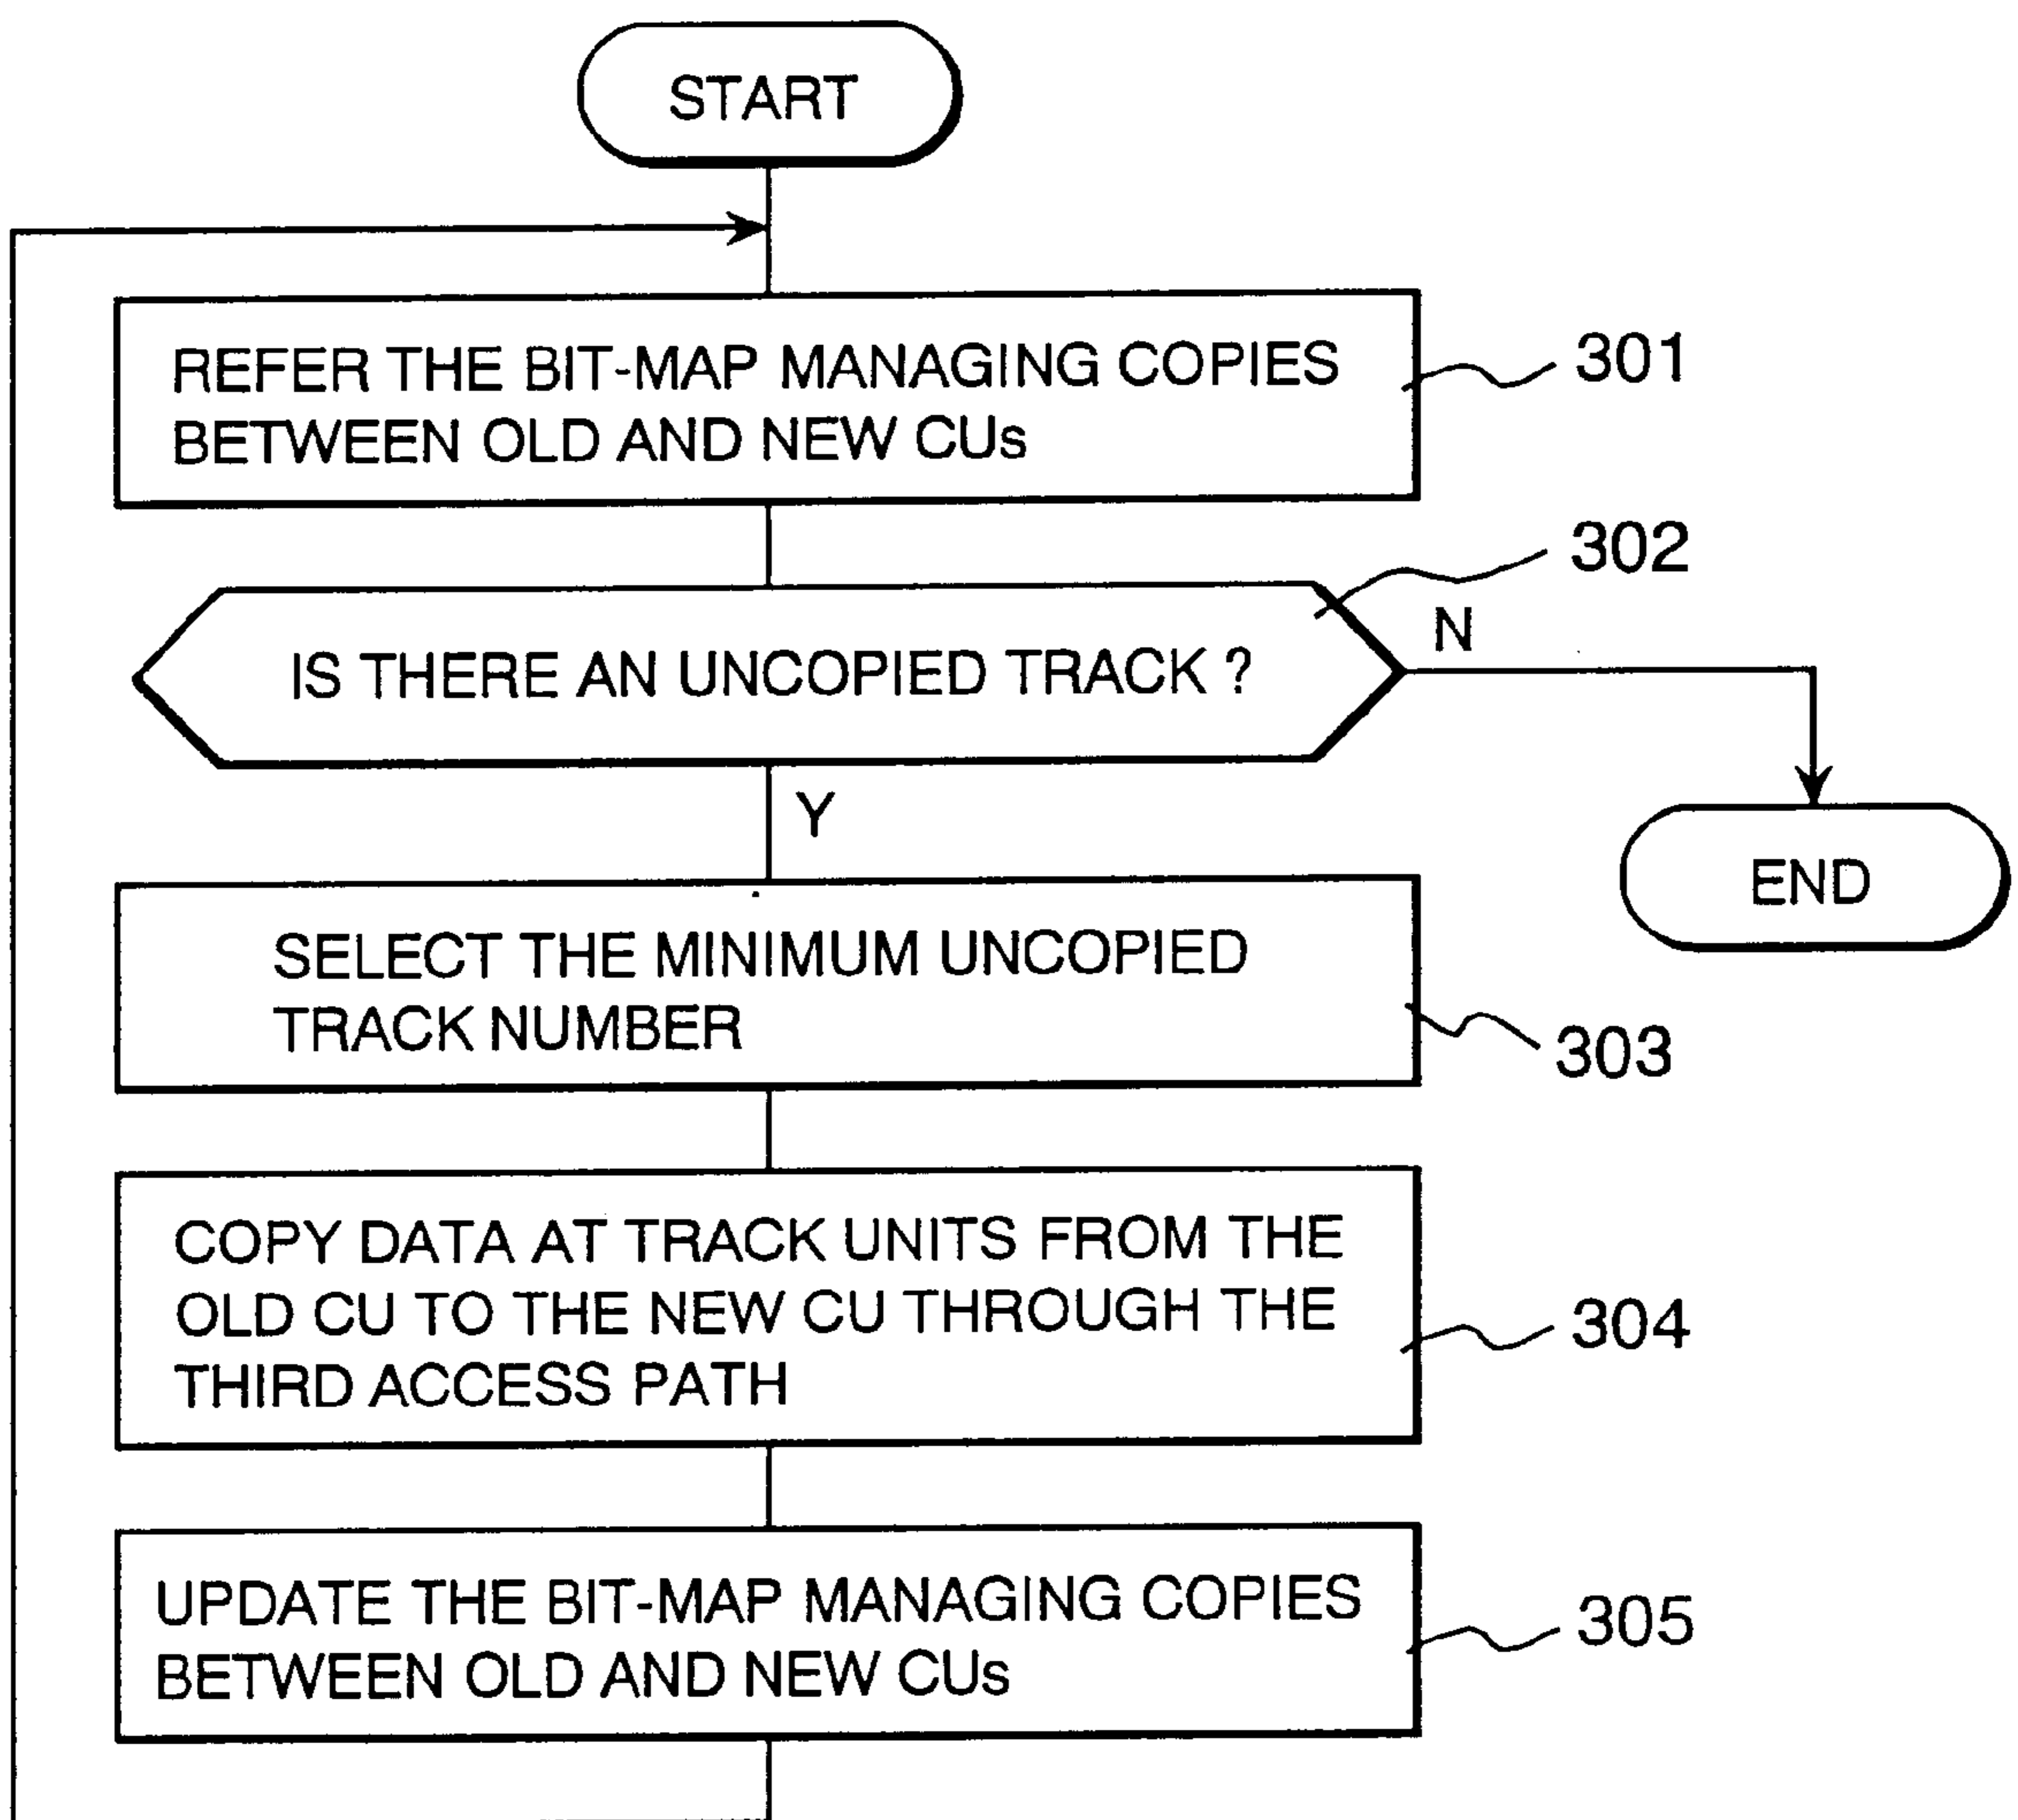 START
REFER THE BIT-MAP MANAGING COPIES
BETWEEN OLD AND NEW CUs
301
302
IS THERE AN UNCOPIED TRACK ?
N
Y
END
SELECT THE MINIMUM UNCOPIED
TRACK NUMBER
303
COPY DATA AT TRACK UNITS FROM THE
OLD CU TO THE NEW CU THROUGH THE
THIRD ACCESS PATH
304
UPDATE THE BIT-MAP MANAGING COPIES
BETWEEN OLD AND NEW CUs
305